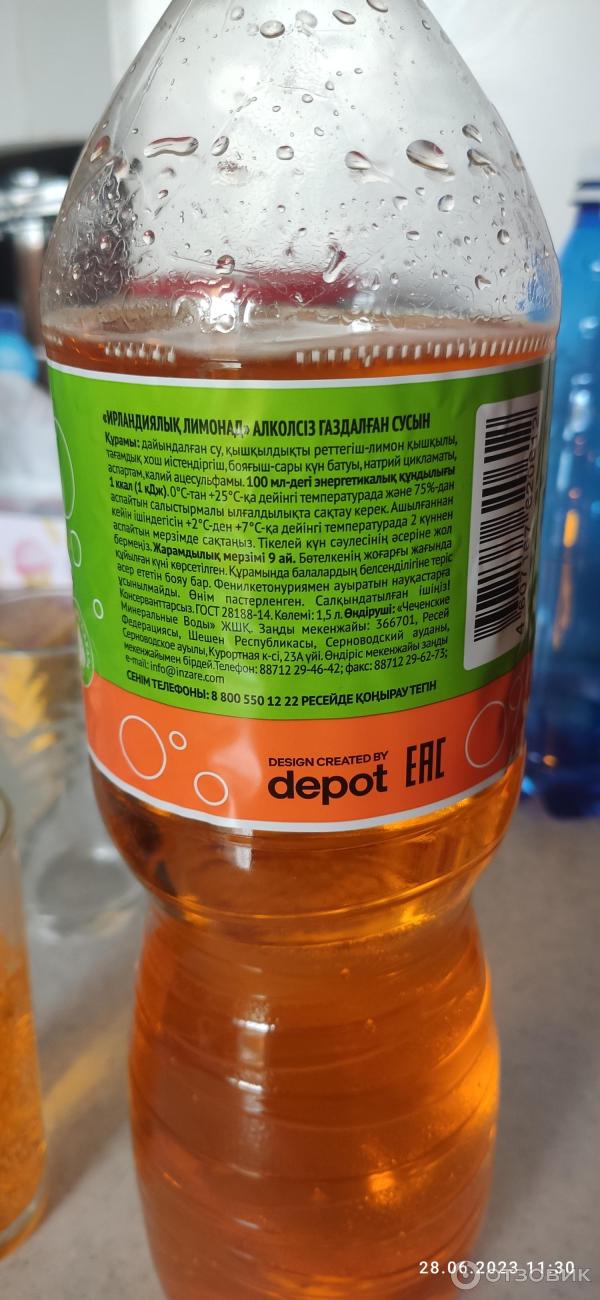 «ИРЛАНДИЯЛЫҚ ЛИМОНАД» АЛКОЛСІЗ ГАЗДАЛҒАН СУСЫН
Құрамы: дайындалған су, қышқылдықты реттегіш-лимон қышқылы,
тағамдық хош иістендіргіш, бояғыш-сары күн батуы, натрий цикламаты,
аспартам, калий ацесульфамы. 100 мл-дегі энергетикалық құндылығы
1 ккал (1 кДж). 0°С-тан +25°С-қа дейінгі температурада және 75%-дан
аспайтын салыстырмалы ылғалдылықта сақтау керек. Ашылғаннан
кейін ішіндегісін +2°С-ден +7°С-қа дейінгі температурада 2 күннен
аспайтын мерзімде сақтаңыз. Тікелей күн сәулесінің әсеріне жол
бермеңіз. Жарамдылық мерзімі 9 ай. Бөтелкенің жоғарғы жағында
құйылған күні көрсетілген. Құрамында балалардың белсенділігіне теріс
әсер ететін бояу бар. Фенилкетонуриямен ауыратын науқастарға
ұсынылмайды. Өнім пастерленген. Салқындатылған ішіңіз!
Консерванттарсыз. ГОСТ 28188-14. Көлемі: 1,5 л. Өндіруші: «Чеченские
Минеральные Воды» ЖШҚ. Заңды мекенжайы: 366701, Ресей
Федерациясы, Шешен Республикасы, Серноводский ауданы,
Серноводское ауылы, Курортная к-сі, 23А үйі. Өндіріс мекенжайы заңды
мекенжайымен бірдей. Телефон: 88712 29-46-42; факс: 88712 29-62-73;
e-mail: info@inzare.com
СЕНІМ ТЕЛЕФОНЫ: 8 800 550 12 22 РЕСЕЙДЕ ҚОҢЫРАУ ТЕГІН
DESIGN CREATED BY
depot EAC
28.06.2023 11:30
ОТЗОВИК